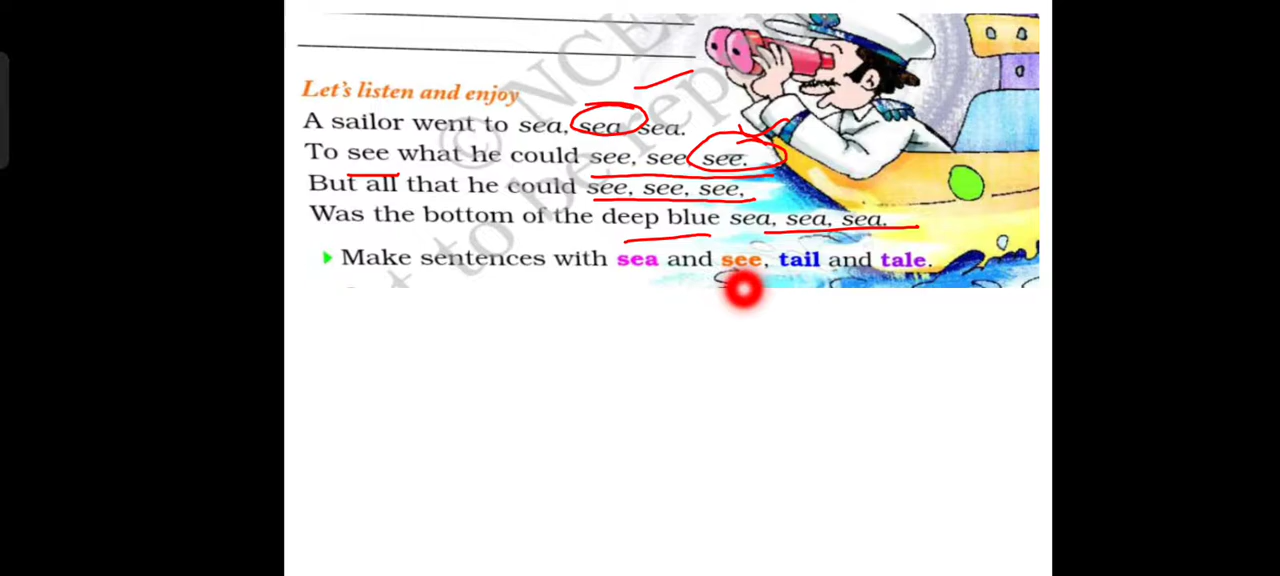 Let's listen and enjoy
A sailor went to sea, sea sea.
To see what he could see, see see.
But all that he could see, see, see,
Was the bottom of the deep blue sea, sea, sea.
Make sentences with sea and see, tail and tale.